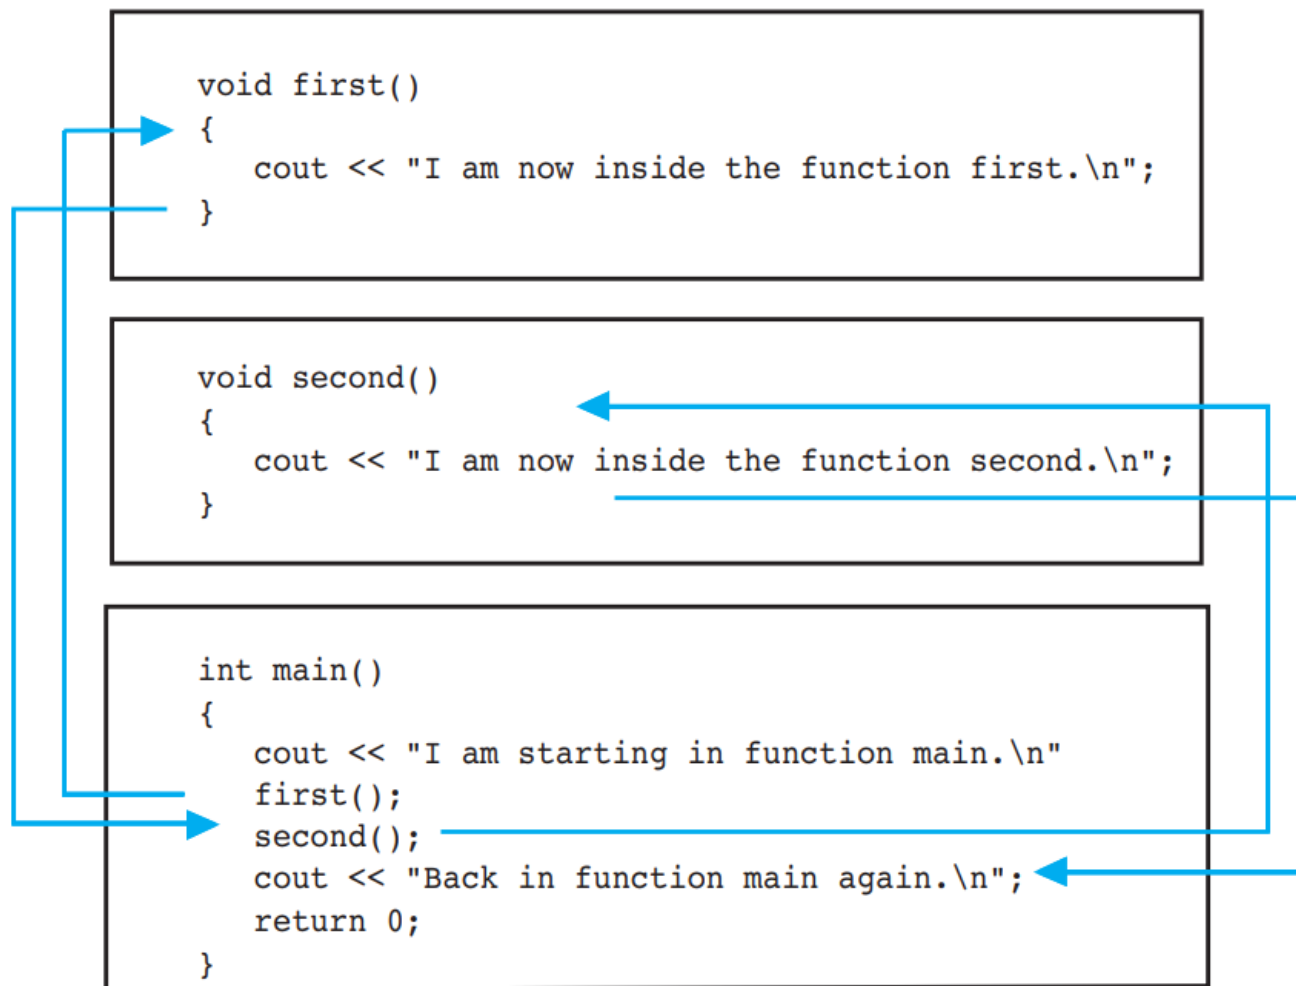 void first()
{
cout << "I am now inside the function first.\n";
}
void second()
{
cout << "I am now inside the function second.\n";
}
int main()
{
cout << "I am starting in function main.\n"
first();
second();
cout << "Back in function main again.\n";
return 0;
}